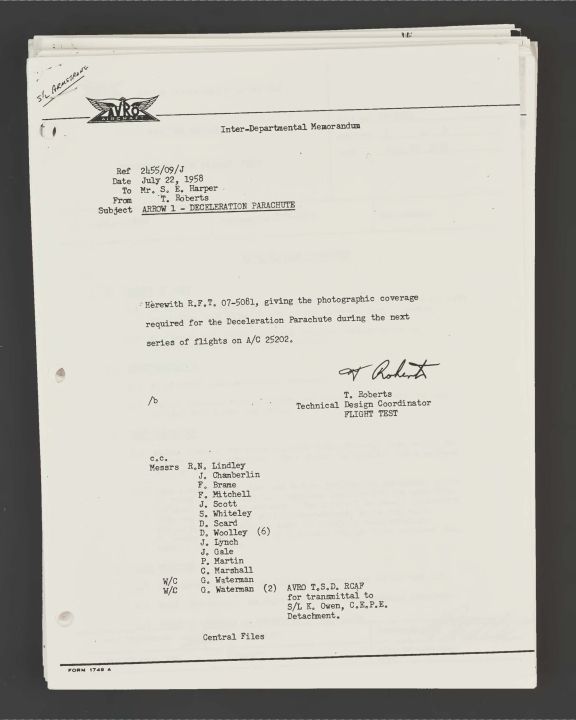 S/L ARMSTRONG
AVRO
AIRCRAFT
Inter-Departmental Memorandum
Ref 2455/09/J
Date July 22, 1958
To Mr. S. E. Harper
From T. Roberts
Subject ARROW 1 - DECELERATION PARACHUTE
Herewith R.F.T. 07-5081, giving the photographic coverage
required for the Deceleration Parachute during the next
series of flights on A/C 25202.
T Roberts
/b
T. Roberts
Technical Design Coordinator
FLIGHT TEST
c.c.
Messrs R.N. Lindley
J. Chamberlin
F. Brame
F. Mitchell
J. Scott
S. Whiteley
D. Scard
D. Woolley (6)
J. Lynch
J. Gale
P. Martin
C. Marshall
W/C G. Waterman
W/C G. Waterman (2) AVRO T.S.D. RCAF
for transmittal to
S/L K. Owen, C.E.P.E.
Detachment.
Central Files
FORM 1749 A